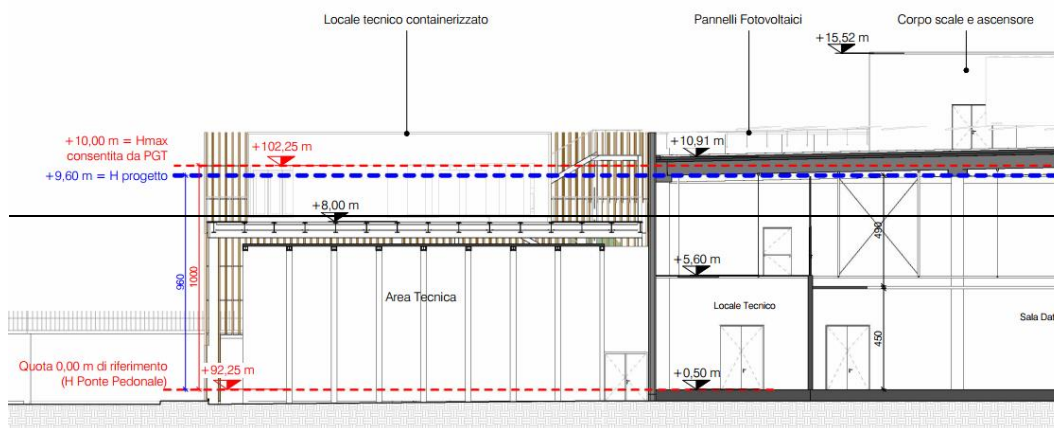 Locale tecnico containerizzato
Pannelli Fotovoltaici
Corpo scale e ascensore
+15,52 m
+10,00 m = Hmax
consentita da PGT
+102,25 m
+10,91 m
+9,60 m = H progetto
+8,00 m
490
+5,60 m
960
1000
Area Tecnica
Locale Tecnico
Sala Dat
450
Quota 0,00 m di riferimento
(H Ponte Pedonale)
+92,25 m
+0,50 m